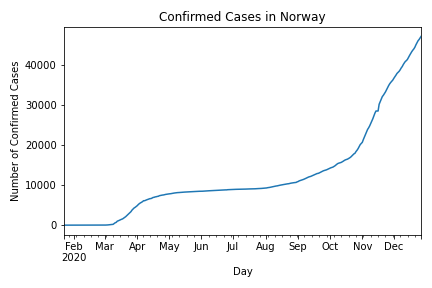 Confirmed Cases in Norway
Number of Confirmed Cases
40000
30000
20000
10000
0
Feb Mar Apr May Jun Jul Aug Sep Oct Nov Dec
2020
Day